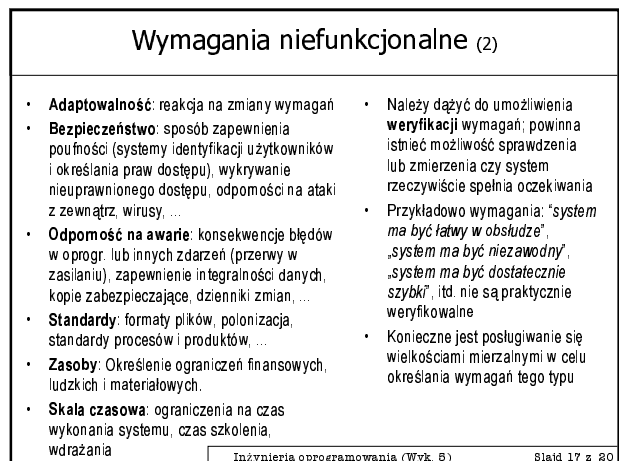 Wymagania niefunkcjonalne (2)
• Adaptowalność: reakcja na zmiany wymagań
• Bezpieczeństwo: sposób zapewnienia
poufności (systemy identyfikacji użytkowników
i określania praw dostępu), wykrywanie
nieuprawnionego dostępu, odporności na ataki
z zewnątrz, wirusy, ...
• Odporność na awarie: konsekwencje błędów
w oprogr. lub innych zdarzeń (przerwy w
zasilaniu), zapewnienie integralności danych,
kopie zabezpieczające, dzienniki zmian, ...
• Standardy: formaty plików, polonizacja,
standardy procesów i produktów, ...
• Zasoby: Określenie ograniczeń finansowych,
ludzkich i materiałowych.
• Skala czasowa: ograniczenia na czas
wykonania systemu, czas szkolenia,
wdrażania
• Należy dążyć do umożliwienia
weryfikacji wymagań; powinna
istnieć możliwość sprawdzenia
lub zmierzenia czy system
rzeczywiście spełnia oczekiwania
• Przykładowo wymagania: “system
ma być łatwy w obsłudze”,
„system ma być niezawodny”,
„system ma być dostatecznie
szybki”, itd. nie są praktycznie
weryfikowalne
• Konieczne jest posługiwanie się
wielkościami mierzalnymi w celu
określania wymagań tego typu
Inżynieria oprogramowania (Wyk. 5) Slajd 17 z 20